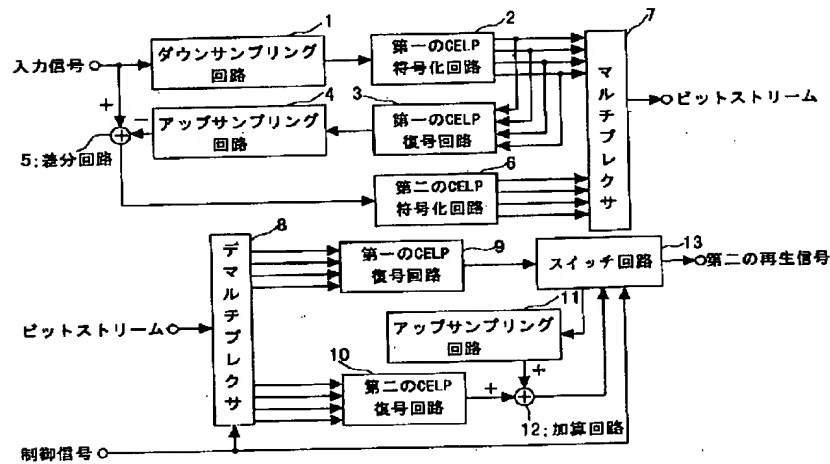 1
2
7
入力信号
ダウンサンプリング
回路
第一のCELP
符号化回路
マルチプレクサ
ビットストリーム
+
−
4
3
アップサンプリング
回路
第一のCELP
復号回路
5:差分回路
6
第二のCELP
符号化回路
8
9
13
デマルチプレクサ
第一のCELP
復号回路
スイッチ回路
第二の再生信号
11
ビットストリーム
アップサンプリング
回路
10
第二のCELP
復号回路
+
+
12:加算回路
制御信号